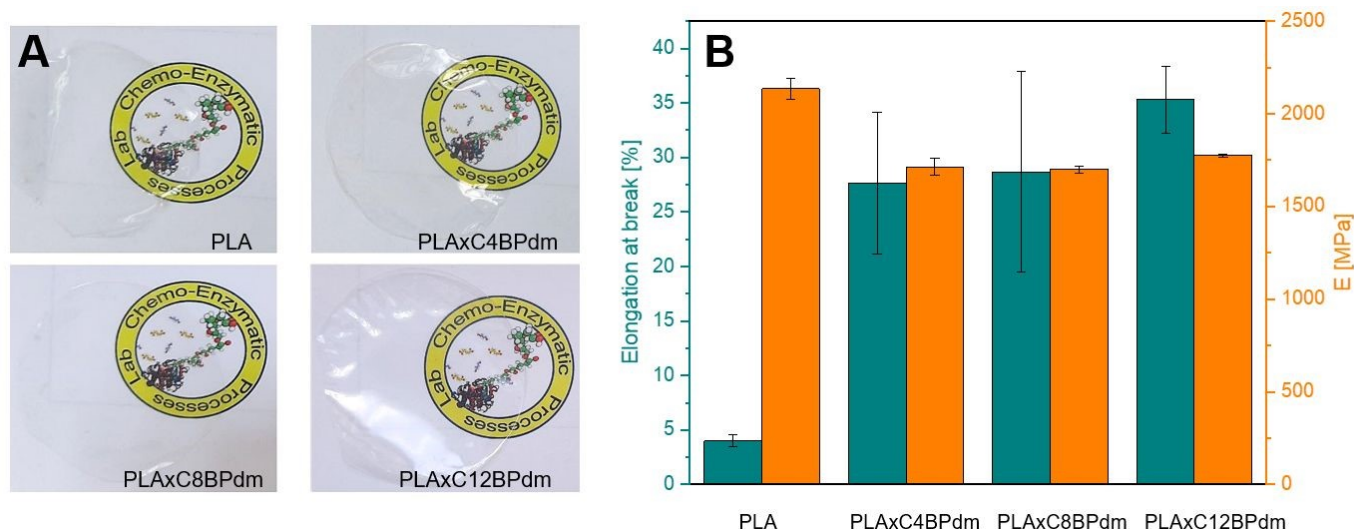 A
Chemo-Enzymatic
Processes
Lab
PLA
Chemo-Enzymatic
Processes
Lab
PLAxC4BPdm
Chemo-Enzymatic
Processes
Lab
PLAxC8BPdm
Chemo-Enzymatic
Processes
Lab
PLAxC12BPdm
B
Elongation at break [%]
40
35
30
25
20
15
10
5
0
2500
2000
1500
1000
500
0
E [MPa]
PLA
PLAxC4BPdm
PLAxC8BPdm
PLAxC12BPdm